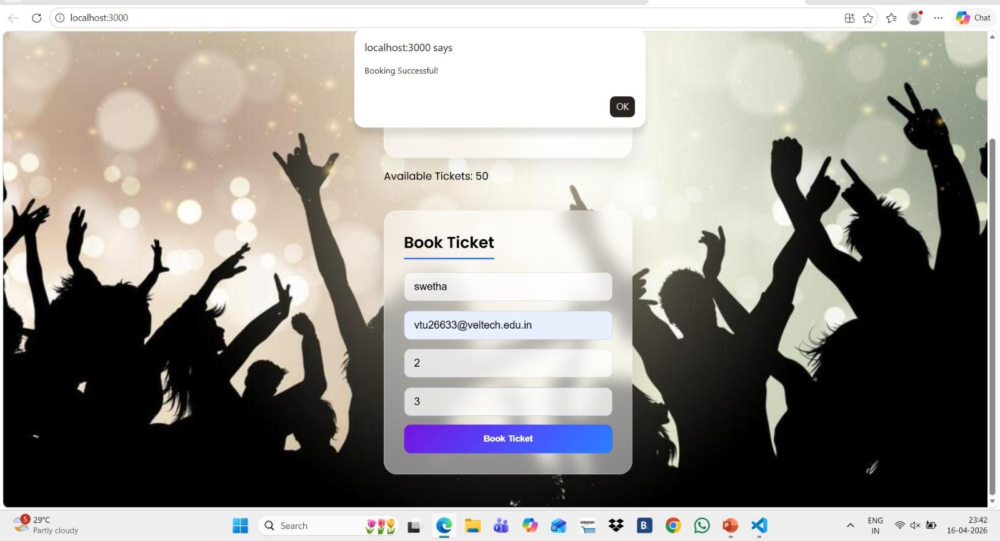 localhost:3000
Chat
localhost:3000 says
Booking Successful!
OK
Available Tickets: 50
Book Ticket
swetha
vtu26633@veltech.edu.in
2
3
Book Ticket
5
29°C
Partly cloudy
Search
amazon
B.
ENG
IN
23:42
16-04-2026